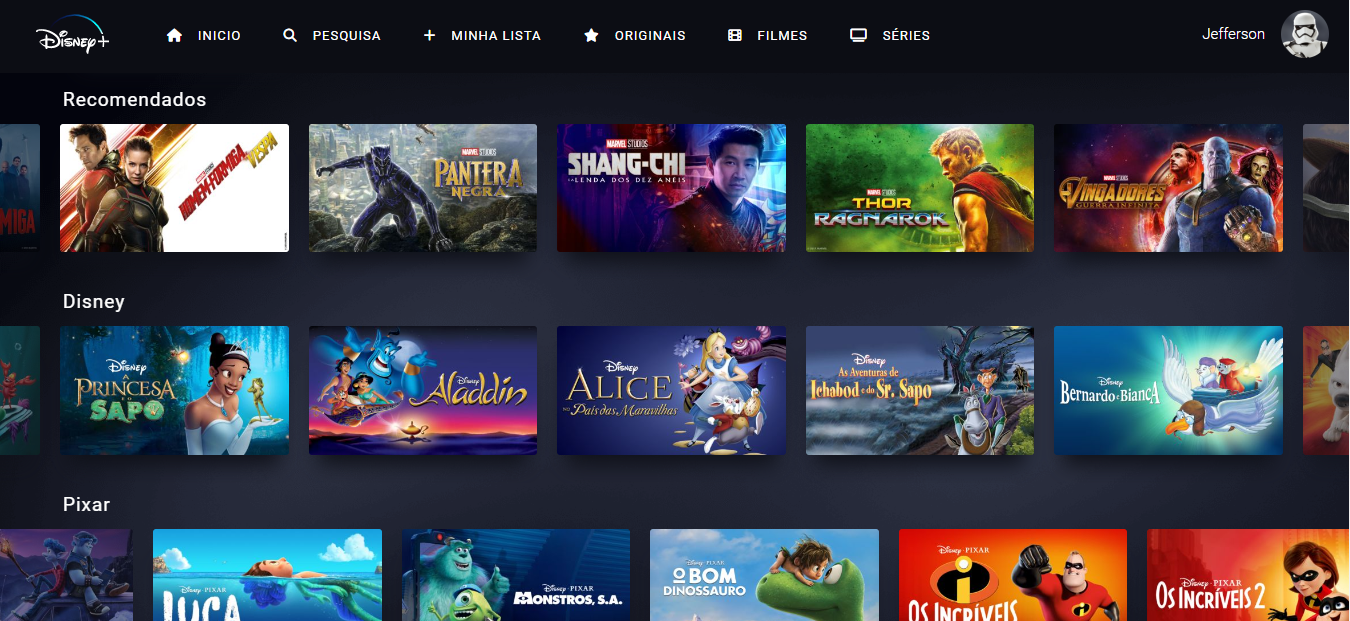 Disney+
INICIO
PESQUISA
MINHA LISTA
ORIGINAIS
FILMES
SÉRIES
Jefferson
Recomendados
MIGA
HOMEM-FORMIGA
VESPA
MARVEL STUDIOS
PANTERA
NEGRA
MARVEL STUDIOS
SHANG-CHI
E A LENDA DOS DEZ ANÉIS
MARVEL STUDIOS
THOR
RAGNAROK
MARVEL STUDIOS
VINGADORES
GUERRA INFINITA
Disney
Disney
A PRINCESA
E O
SAPO
Disney
Aladdin
Disney
ALICE
NO País das Maravilhas
Disney
As Aventuras de
Ichabod e do Sr. Sapo
Disney
Bernardo e Bianca
Pixar
Disney · PIXAR
LUCA
Disney · PIXAR
MONSTROS, S.A.
Disney · PIXAR
O BOM
DINOSSAURO
Disney · PIXAR
OS INCRÍVEIS
Disney · PIXAR
OS INCRÍVEIS 2